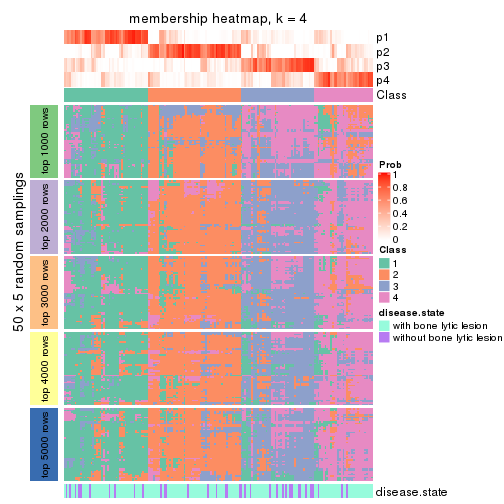 membership heatmap, k = 4
p1
p2
p3
p4
Class
50 x 5 random samplings
top 1000 rows
top 2000 rows
top 3000 rows
top 4000 rows
top 5000 rows
Prob
1
0.8
0.6
0.4
0.2
0
Class
1
2
3
4
disease.state
with bone lytic lesion
without bone lytic lesion
disease.state